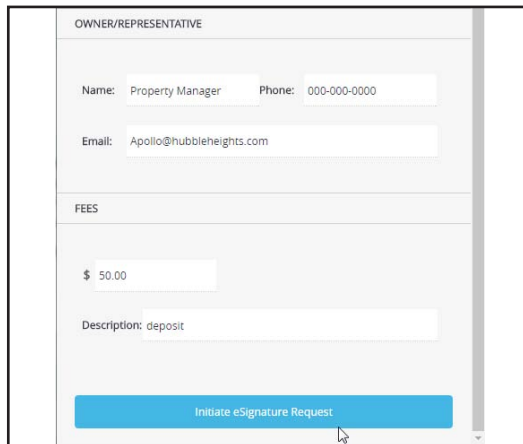 OWNER/REPRESENTATIVE
Name: Property Manager Phone: 000-000-0000
Email: Apollo@hubbleheights.com
FEES
$ 50.00
Description: deposit
Initiate eSignature Request